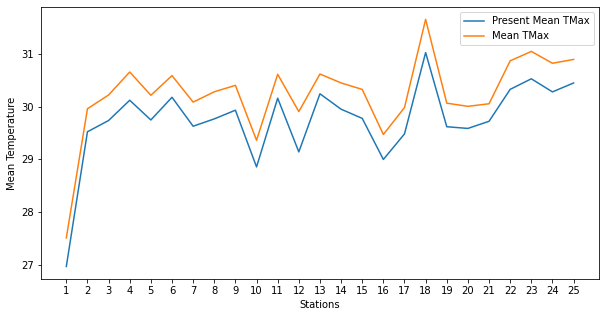 Present Mean TMax
Mean TMax
Mean Temperature
31
30
29
28
27
1 2 3 4 5 6 7 8 9 10 11 12 13 14 15 16 17 18 19 20 21 22 23 24 25
Stations